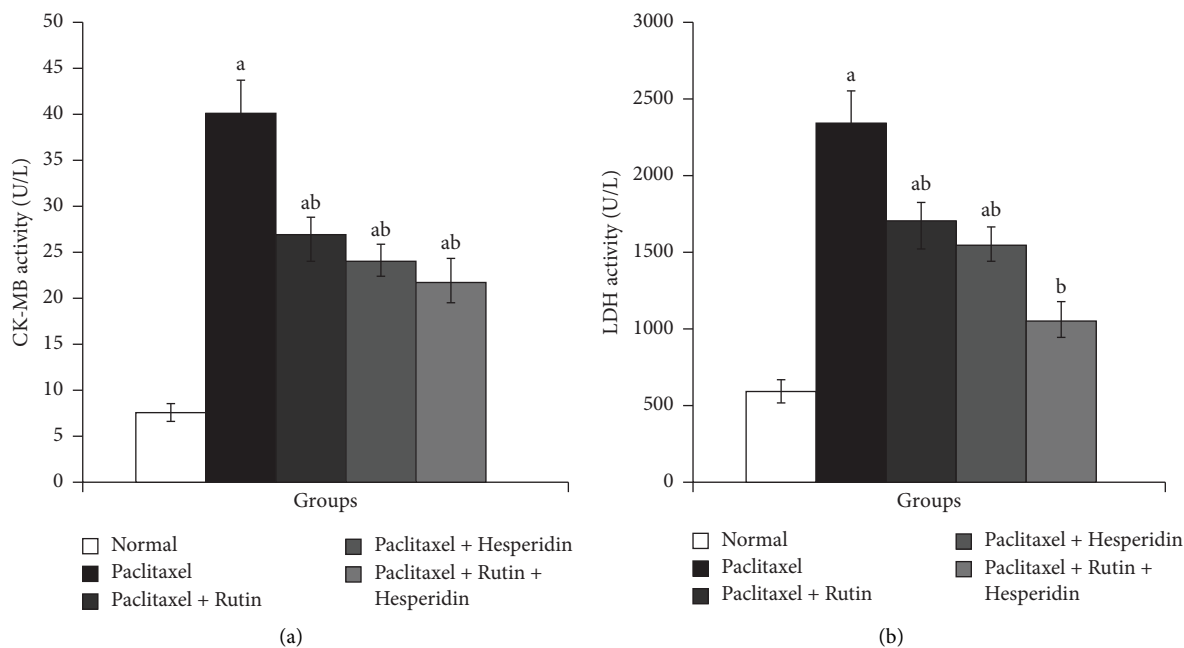 50
45
40
35
30
25
20
15
10
5
0
CK-MB activity (U/L)
a
ab
ab
ab
Groups
Normal
Paclitaxel
Paclitaxel + Rutin
Paclitaxel + Hesperidin
Paclitaxel + Rutin +
Hesperidin
(a)
3000
2500
2000
1500
1000
500
0
LDH activity (U/L)
a
ab
ab
b
Groups
Normal
Paclitaxel
Paclitaxel + Rutin
Paclitaxel + Hesperidin
Paclitaxel + Rutin +
Hesperidin
(b)